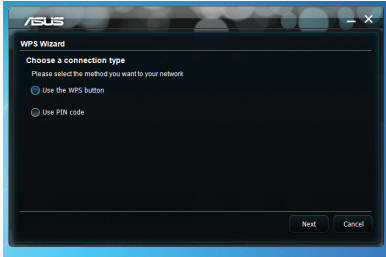 ASUS
WPS Wizard
Choose a connection type
Please select the method you want to your network
Use the WPS button
Use PIN code
Next Cancel